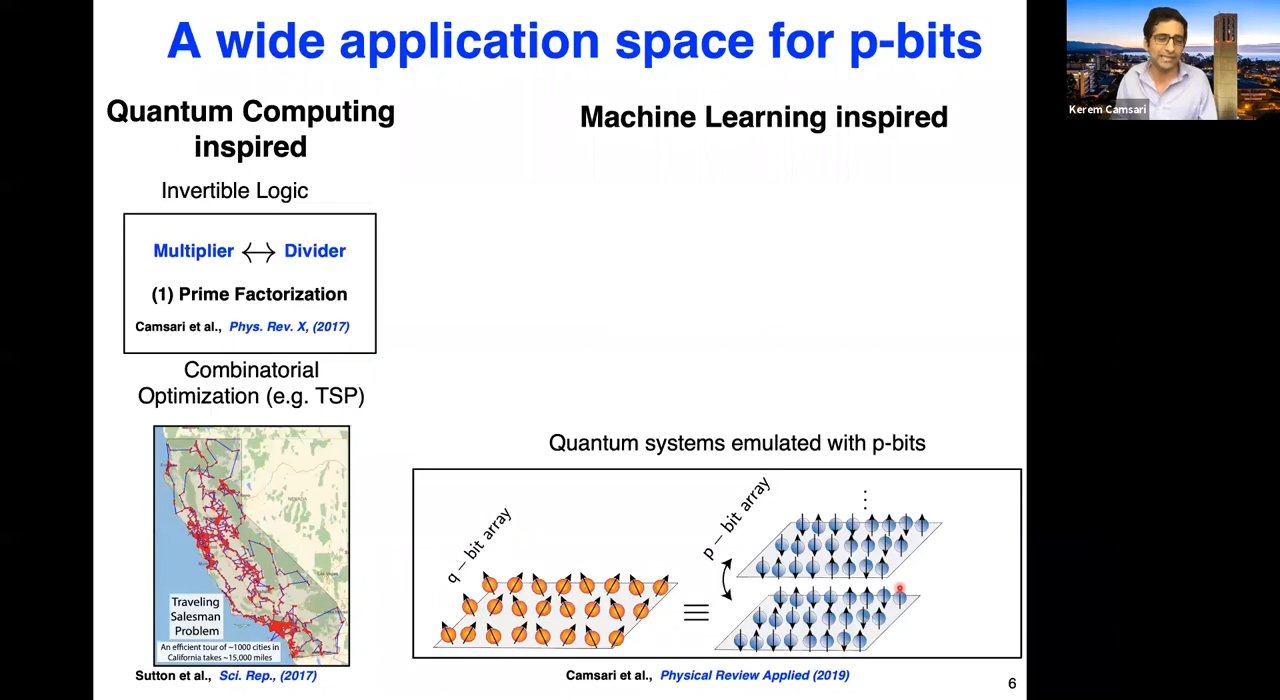 A wide application space for p-bits
Quantum Computing
inspired
Machine Learning inspired
Invertible Logic
Multiplier ↔ Divider
(1) Prime Factorization
Camsari et al., Phys. Rev. X, (2017)
Combinatorial
Optimization (e.g. TSP)
Traveling
Salesman
Problem
An efficient tour of ~1000 cities in
California takes ~15,000 miles
Sutton et al., Sci. Rep., (2017)
Quantum systems emulated with p-bits
q – bit array
≡
p – bit array
⋮
Camsari et al., Physical Review Applied (2019)
6
Kerem Camsari